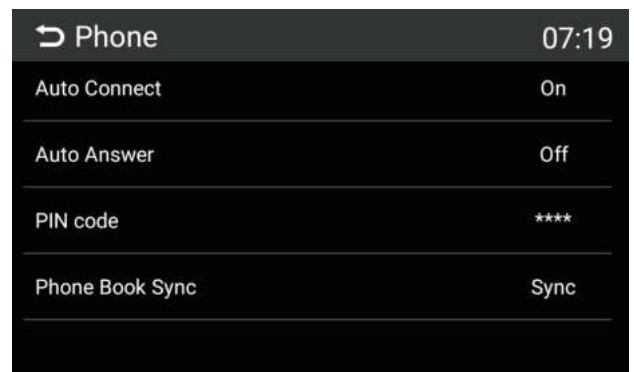 Phone 07:19
Auto Connect On
Auto Answer Off
PIN code ****
Phone Book Sync Sync